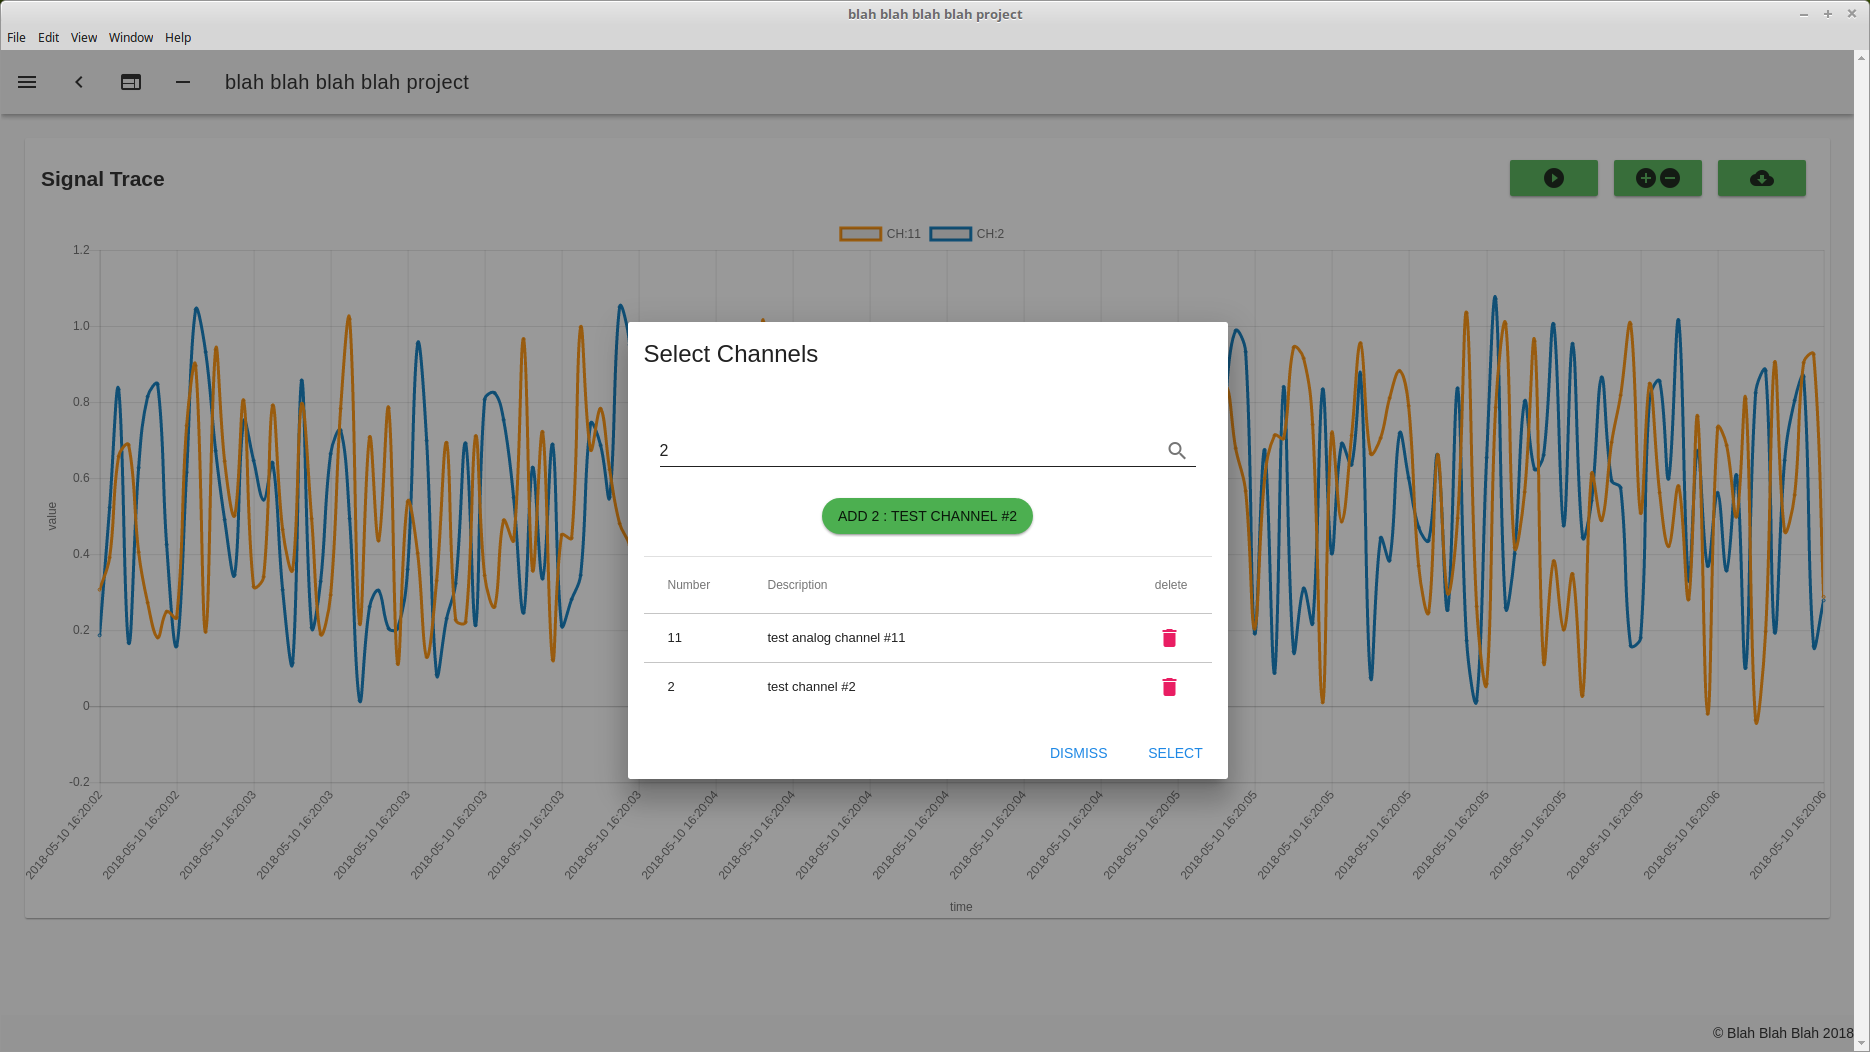 blah blah blah blah project
File Edit View Window Help
blah blah blah blah project
Signal Trace
CH:11 CH:2
1.2
1.0
0.8
0.6
0.4
0.2
0
-0.2
value
Select Channels
2
ADD 2 : TEST CHANNEL #2
Number Description delete
11 test analog channel #11
2 test channel #2
DISMISS SELECT
2018-05-10 16:20:02
2018-05-10 16:20:02
2018-05-10 16:20:03
2018-05-10 16:20:03
2018-05-10 16:20:03
2018-05-10 16:20:03
2018-05-10 16:20:03
2018-05-10 16:20:03
2018-05-10 16:20:04
2018-05-10 16:20:04
2018-05-10 16:20:04
2018-05-10 16:20:04
2018-05-10 16:20:04
2018-05-10 16:20:04
2018-05-10 16:20:05
2018-05-10 16:20:05
2018-05-10 16:20:05
2018-05-10 16:20:05
2018-05-10 16:20:05
2018-05-10 16:20:05
2018-05-10 16:20:05
2018-05-10 16:20:06
2018-05-10 16:20:06
time
© Blah Blah Blah 2018